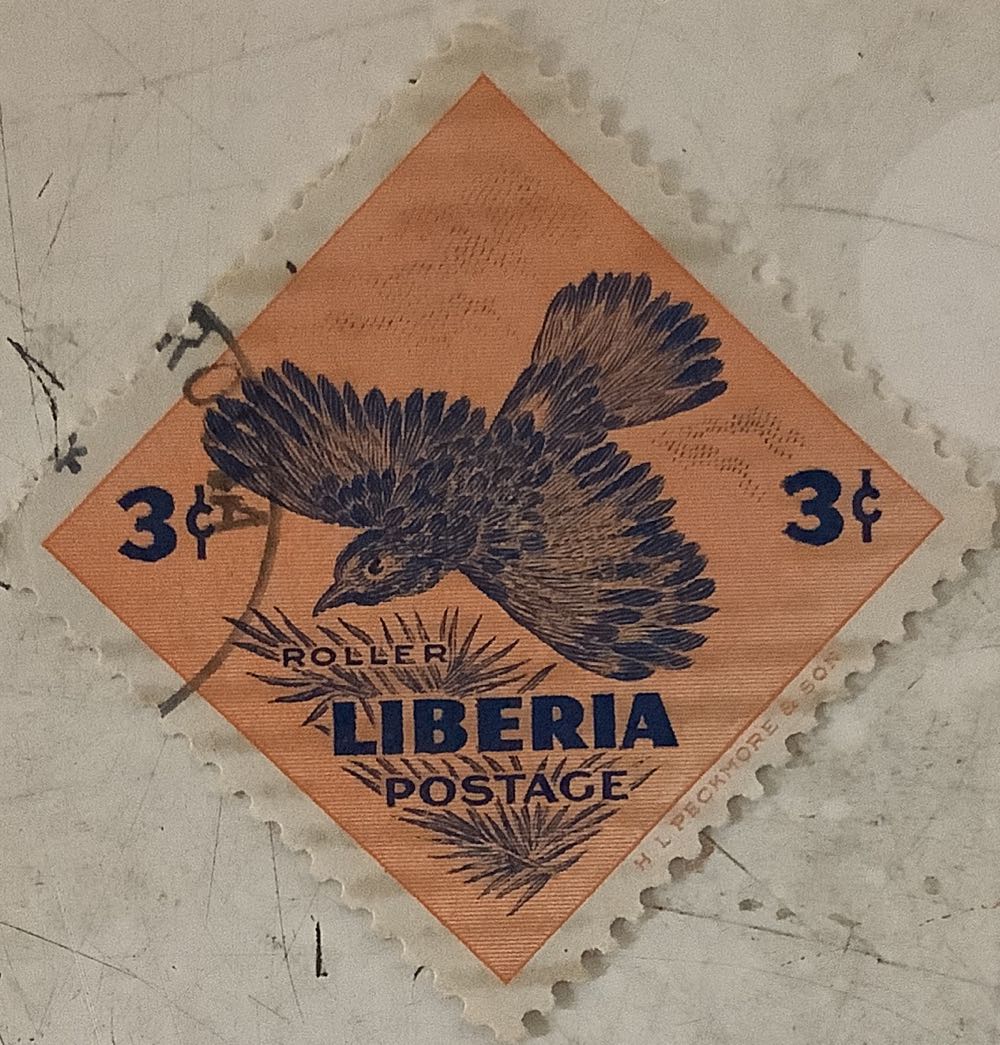 3¢
3¢
ROLLER
LIBERIA
POSTAGE
H L PECKMORE & SON